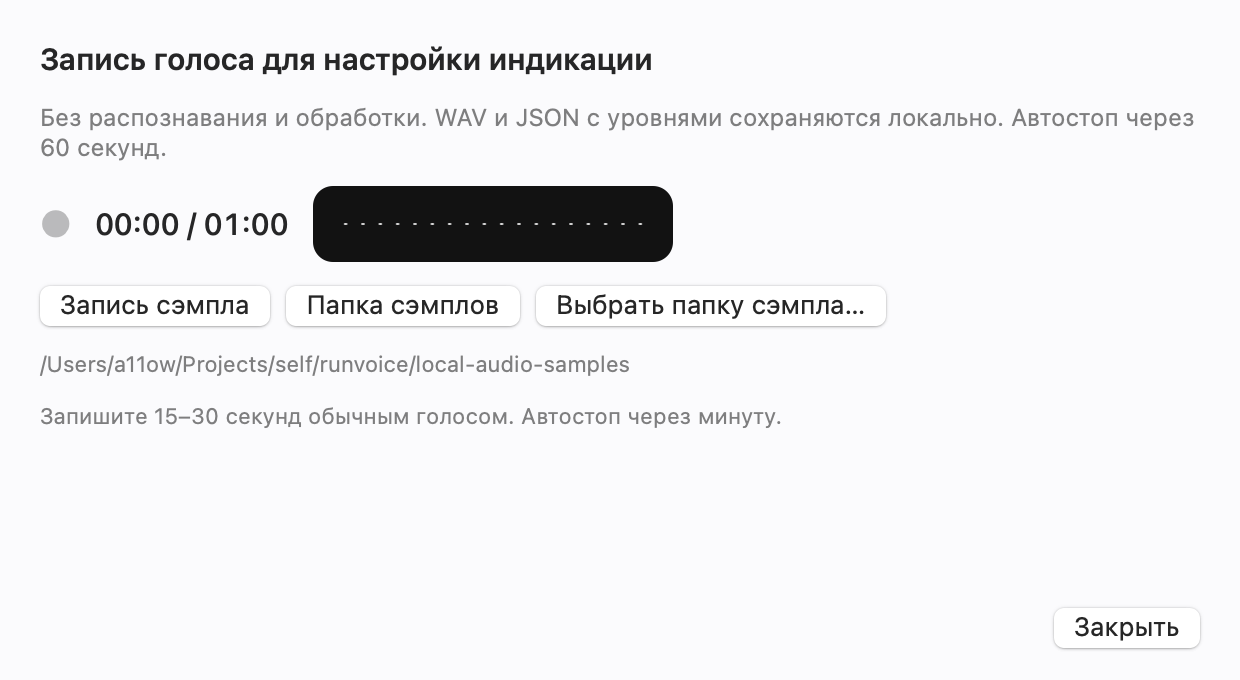 Запись голоса для настройки индикации
Без распознавания и обработки. WAV и JSON с уровнями сохраняются локально. Автостоп через
60 секунд.
00:00 / 01:00
Запись сэмпла
Папка сэмплов
Выбрать папку сэмпла...
/Users/a11ow/Projects/self/runvoice/local-audio-samples
Запишите 15–30 секунд обычным голосом. Автостоп через минуту.
Закрыть